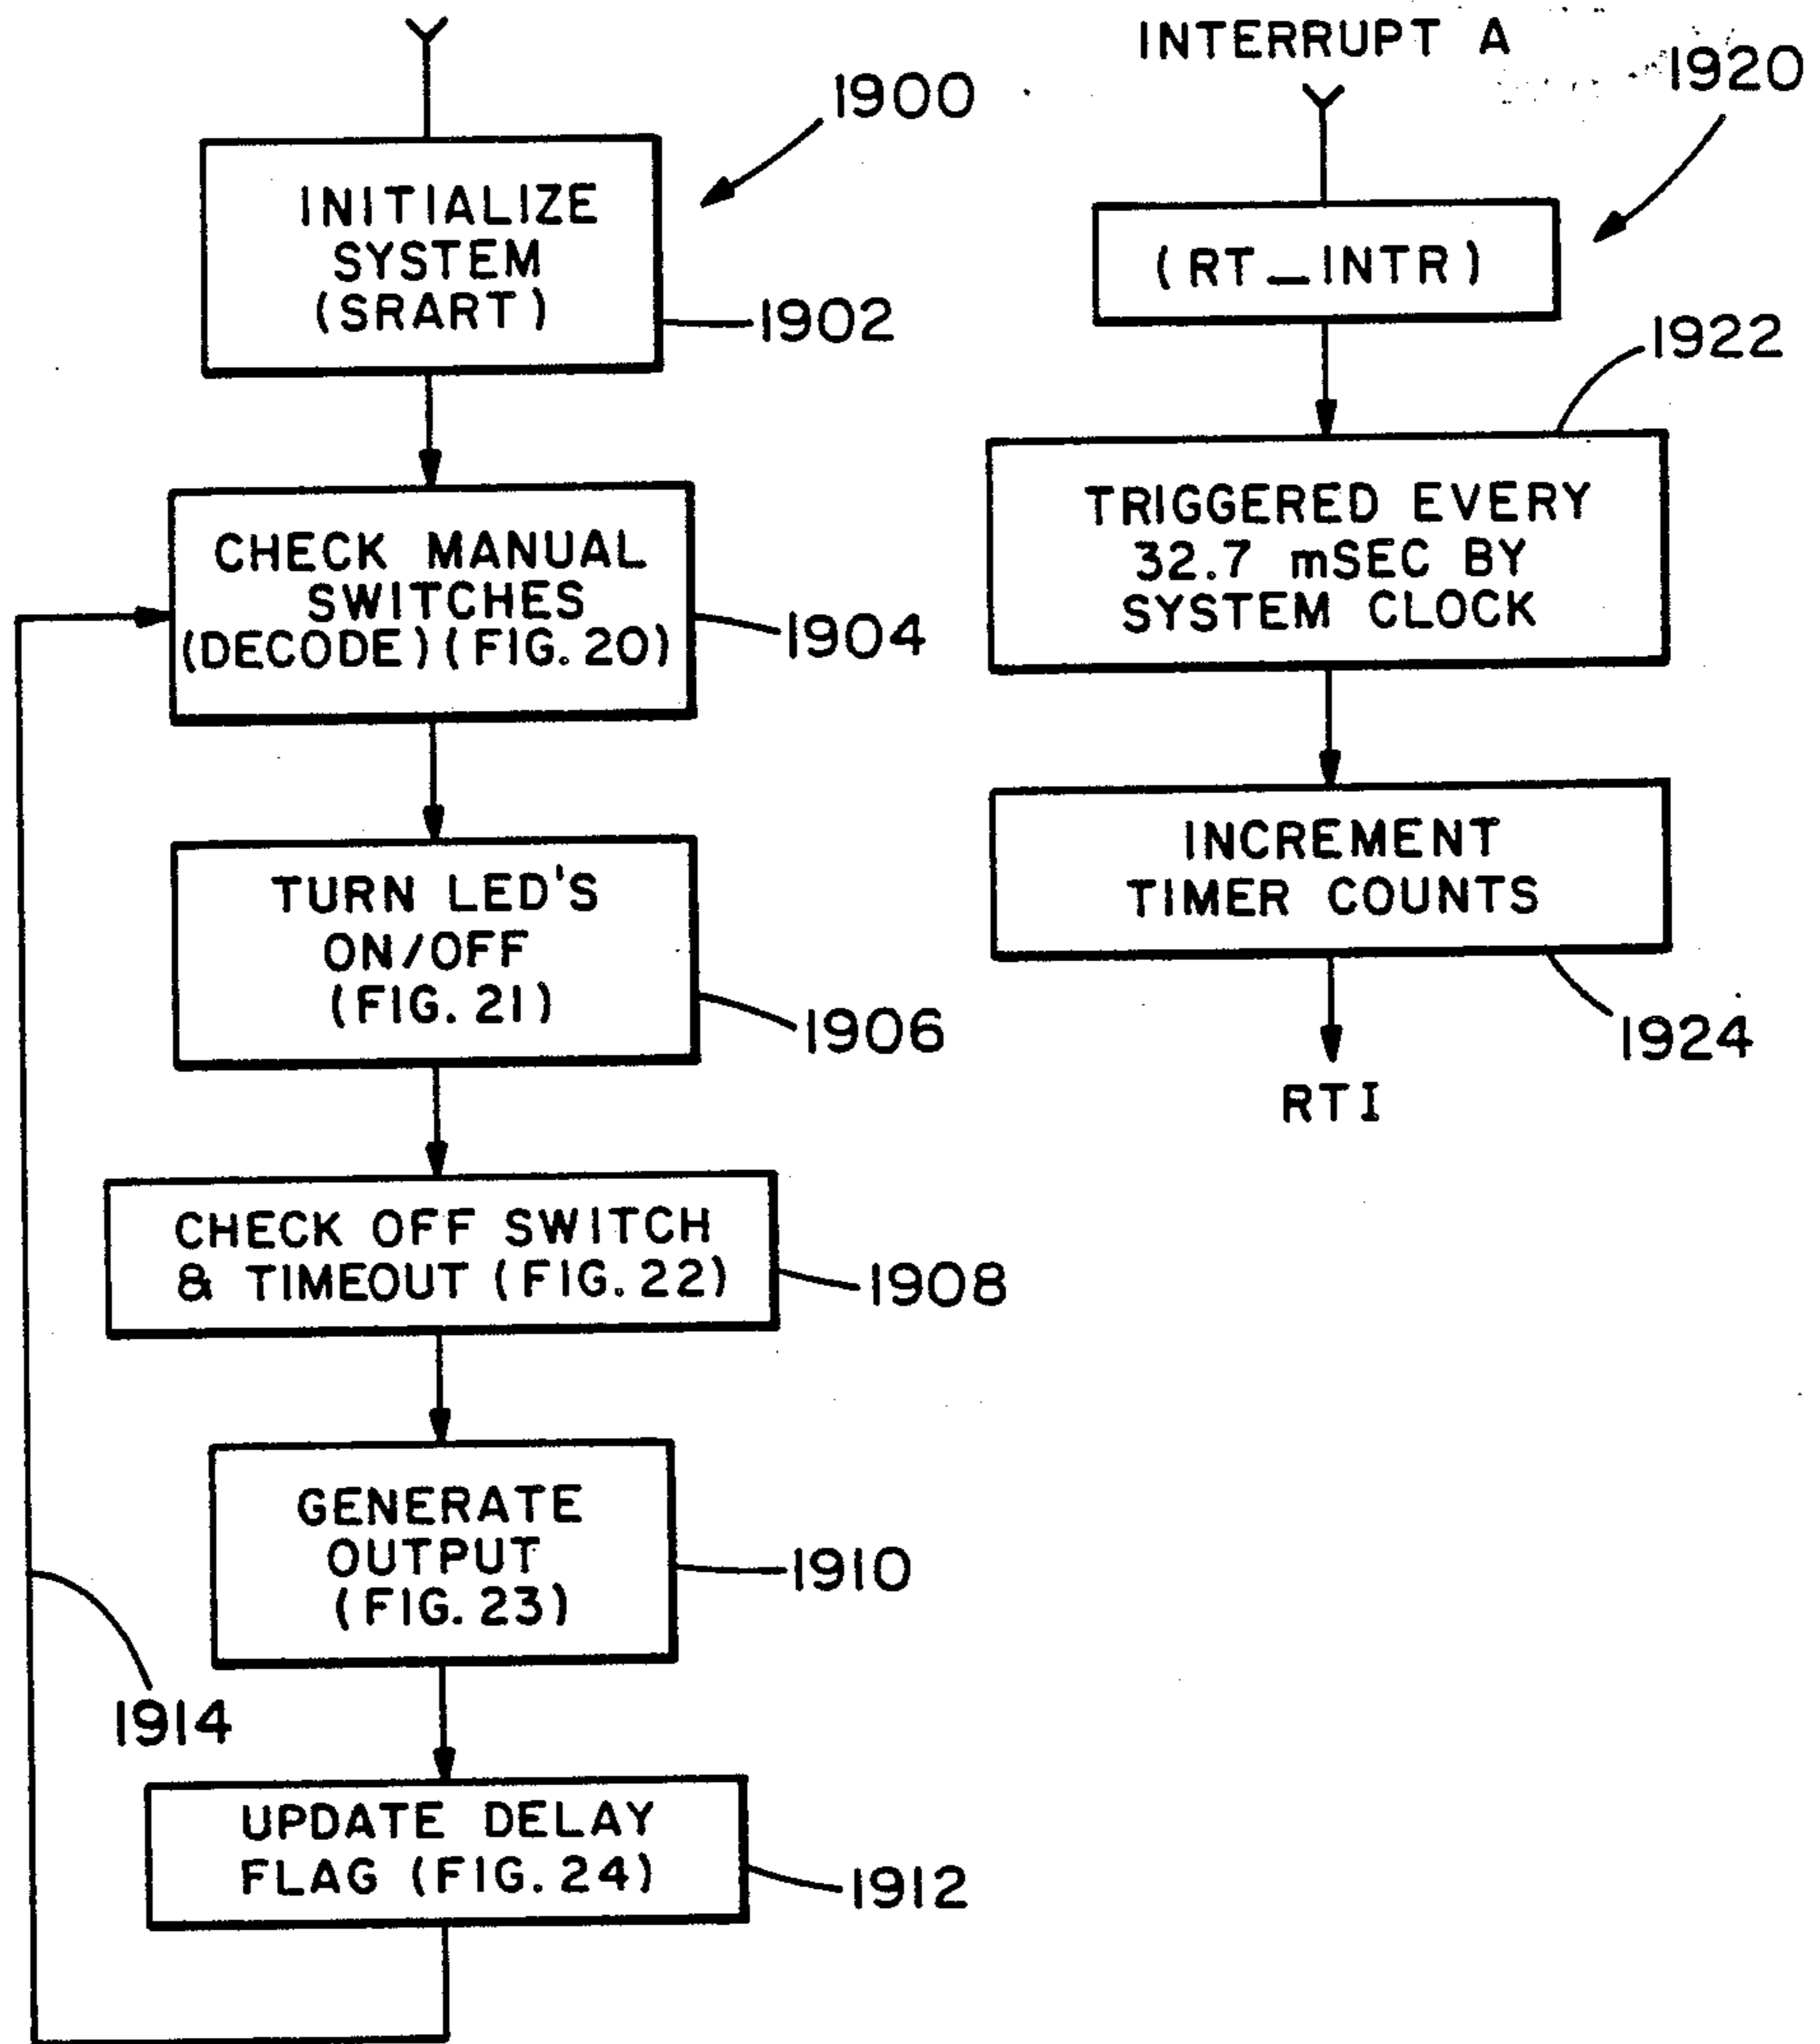 1900
INITIALIZE
SYSTEM
(SRART)
1902
CHECK MANUAL
SWITCHES
(DECODE)(FIG. 20)
1904
TURN LED'S
ON/OFF
(FIG. 21)
1906
CHECK OFF SWITCH
& TIMEOUT (FIG. 22)
1908
GENERATE
OUTPUT
(FIG. 23)
1910
1914
UPDATE DELAY
FLAG (FIG. 24)
1912
INTERRUPT A
1920
(RT_INTR)
1922
TRIGGERED EVERY
32.7 mSEC BY
SYSTEM CLOCK
INCREMENT
TIMER COUNTS
1924
RTI